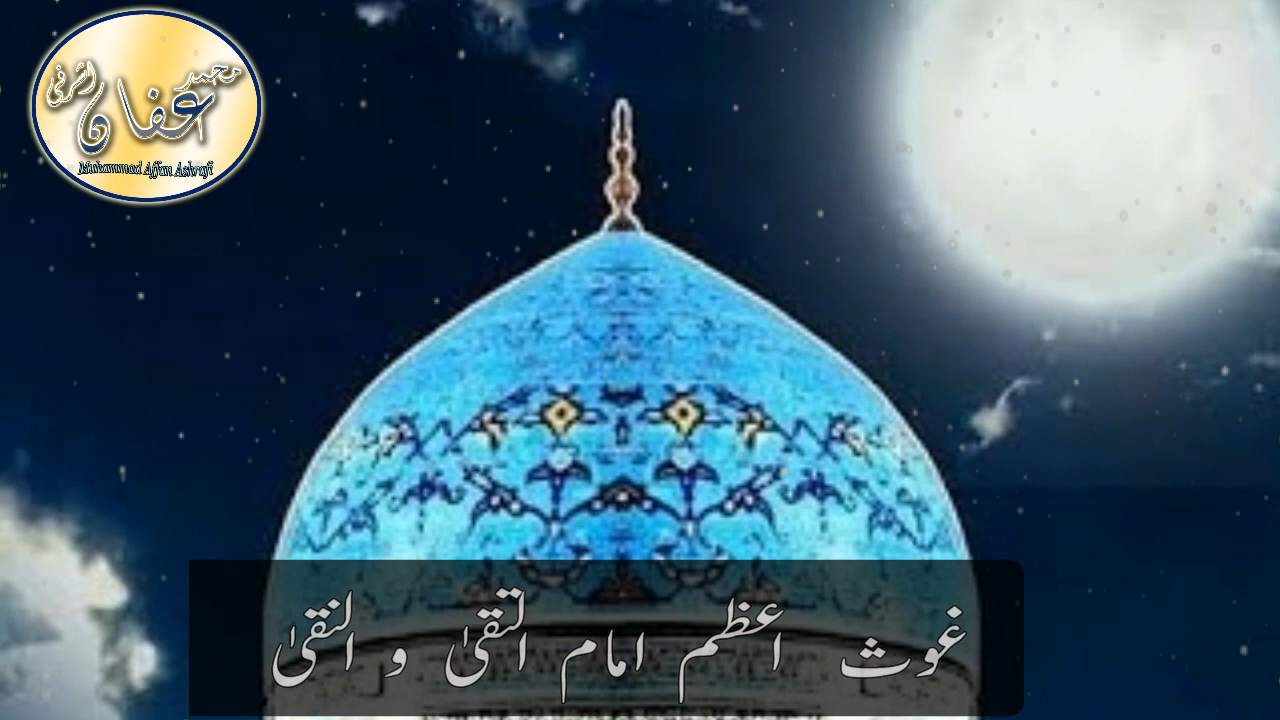 محمد
عفان
اشرفی
Muhammad Affan Ashrafi
غوث اعظم امام التقیٰ و النقیٰ